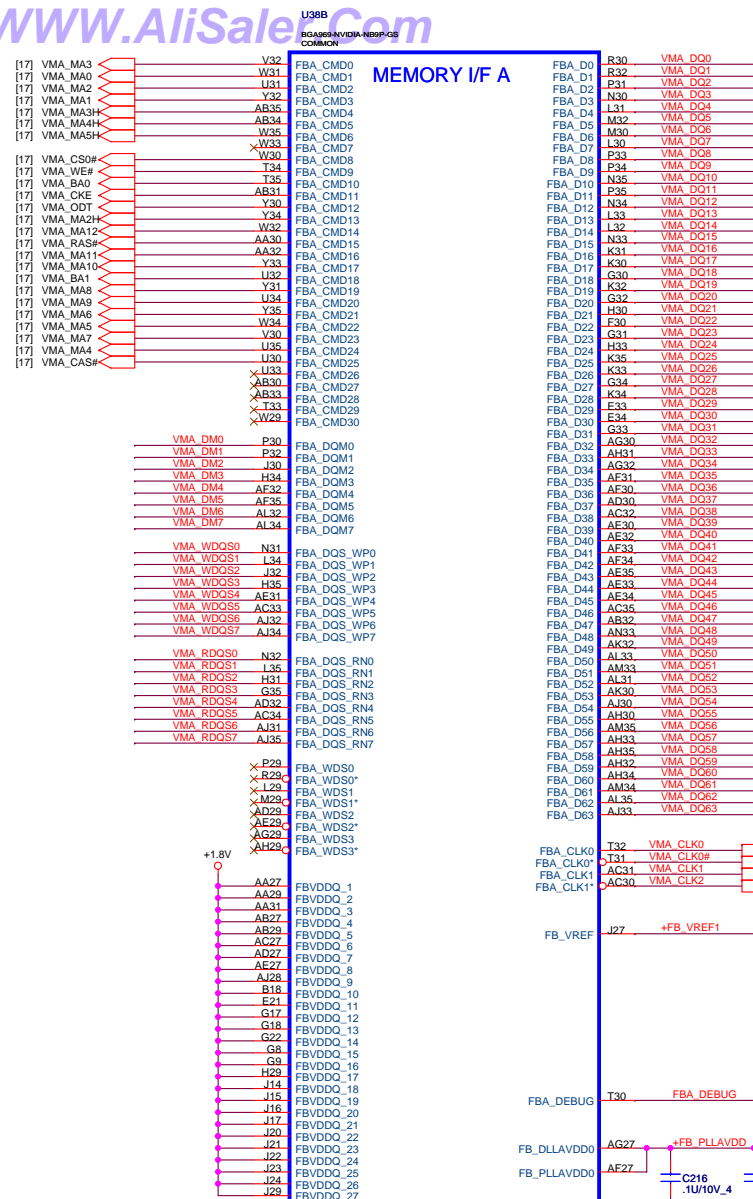 WWW.AliSaler.Com
U38B
BGA969-NVIDIA-NB9P-GS
COMMON
MEMORY I/F A
[17] VMA_MA3 V32 FBA_CMD0
[17] VMA_MA0 W31 FBA_CMD1
[17] VMA_MA2 U31 FBA_CMD2
[17] VMA_MA1 Y32 FBA_CMD3
[17] VMA_MA3H AB35 FBA_CMD4
[17] VMA_MA4H AB34 FBA_CMD5
[17] VMA_MA5H W35 FBA_CMD6
W33 FBA_CMD7
[17] VMA_CS0# W30 FBA_CMD8
[17] VMA_WE# T34 FBA_CMD9
[17] VMA_BA0 T35 FBA_CMD10
[17] VMA_CKE AB31 FBA_CMD11
[17] VMA_ODT Y30 FBA_CMD12
[17] VMA_MA2H Y34 FBA_CMD13
[17] VMA_MA12 W32 FBA_CMD14
[17] VMA_RAS# AA30 FBA_CMD15
[17] VMA_MA11 AA32 FBA_CMD16
[17] VMA_MA10 Y33 FBA_CMD17
[17] VMA_BA1 U32 FBA_CMD18
[17] VMA_MA8 Y31 FBA_CMD19
[17] VMA_MA9 U34 FBA_CMD20
[17] VMA_MA6 Y35 FBA_CMD21
[17] VMA_MA5 W34 FBA_CMD22
[17] VMA_MA7 V30 FBA_CMD23
[17] VMA_MA4 U35 FBA_CMD24
[17] VMA_CAS# U30 FBA_CMD25
U33 FBA_CMD26
AB30 FBA_CMD27
AB33 FBA_CMD28
T33 FBA_CMD29
W29 FBA_CMD30
VMA_DM0 P30 FBA_DQM0
VMA_DM1 P32 FBA_DQM1
VMA_DM2 J30 FBA_DQM2
VMA_DM3 H34 FBA_DQM3
VMA_DM4 AF32 FBA_DQM4
VMA_DM5 AF35 FBA_DQM5
VMA_DM6 AL32 FBA_DQM6
VMA_DM7 AL34 FBA_DQM7
VMA_WDQS0 N31 FBA_DQS_WP0
VMA_WDQS1 L34 FBA_DQS_WP1
VMA_WDQS2 J32 FBA_DQS_WP2
VMA_WDQS3 H35 FBA_DQS_WP3
VMA_WDQS4 AE31 FBA_DQS_WP4
VMA_WDQS5 AC33 FBA_DQS_WP5
VMA_WDQS6 AJ32 FBA_DQS_WP6
VMA_WDQS7 AJ34 FBA_DQS_WP7
VMA_RDQS0 N32 FBA_DQS_RN0
VMA_RDQS1 L35 FBA_DQS_RN1
VMA_RDQS2 H31 FBA_DQS_RN2
VMA_RDQS3 G35 FBA_DQS_RN3
VMA_RDQS4 AD32 FBA_DQS_RN4
VMA_RDQS5 AC34 FBA_DQS_RN5
VMA_RDQS6 AJ31 FBA_DQS_RN6
VMA_RDQS7 AJ35 FBA_DQS_RN7
P29 FBA_WDS0
R29 FBA_WDS0*
L29 FBA_WDS1
M29 FBA_WDS1*
AD29 FBA_WDS2
AE29 FBA_WDS2*
AG29 FBA_WDS3
AH29 FBA_WDS3*
+1.8V
AA27 FBVDDQ_1
AA29 FBVDDQ_2
AA31 FBVDDQ_3
AB27 FBVDDQ_4
AB29 FBVDDQ_5
AC27 FBVDDQ_6
AD27 FBVDDQ_7
AE27 FBVDDQ_8
AJ28 FBVDDQ_9
B18 FBVDDQ_10
E21 FBVDDQ_11
G17 FBVDDQ_12
G18 FBVDDQ_13
G22 FBVDDQ_14
G8 FBVDDQ_15
G9 FBVDDQ_16
H29 FBVDDQ_17
J14 FBVDDQ_18
J15 FBVDDQ_19
J16 FBVDDQ_20
J17 FBVDDQ_21
J20 FBVDDQ_22
J21 FBVDDQ_23
J22 FBVDDQ_24
J23 FBVDDQ_25
J24 FBVDDQ_26
J29 FBVDDQ_27
FBA_D0 R30 VMA_DQ0
FBA_D1 R32 VMA_DQ1
FBA_D2 P31 VMA_DQ2
FBA_D3 N30 VMA_DQ3
FBA_D4 L31 VMA_DQ4
FBA_D5 M32 VMA_DQ5
FBA_D6 M30 VMA_DQ6
FBA_D7 L30 VMA_DQ7
FBA_D8 P33 VMA_DQ8
FBA_D9 P34 VMA_DQ9
FBA_D10 N35 VMA_DQ10
FBA_D11 P35 VMA_DQ11
FBA_D12 N34 VMA_DQ12
FBA_D13 L33 VMA_DQ13
FBA_D14 L32 VMA_DQ14
FBA_D15 N33 VMA_DQ15
FBA_D16 K31 VMA_DQ16
FBA_D17 K30 VMA_DQ17
FBA_D18 G30 VMA_DQ18
FBA_D19 K32 VMA_DQ19
FBA_D20 G32 VMA_DQ20
FBA_D21 H30 VMA_DQ21
FBA_D22 F30 VMA_DQ22
FBA_D23 G31 VMA_DQ23
FBA_D24 H33 VMA_DQ24
FBA_D25 K35 VMA_DQ25
FBA_D26 K33 VMA_DQ26
FBA_D27 G34 VMA_DQ27
FBA_D28 K34 VMA_DQ28
FBA_D29 E33 VMA_DQ29
FBA_D30 E34 VMA_DQ30
FBA_D31 G33 VMA_DQ31
FBA_D32 AG30 VMA_DQ32
FBA_D33 AH31 VMA_DQ33
FBA_D34 AG32 VMA_DQ34
FBA_D35 AF31 VMA_DQ35
FBA_D36 AF30 VMA_DQ36
FBA_D37 AD30 VMA_DQ37
FBA_D38 AC32 VMA_DQ38
FBA_D39 AE30 VMA_DQ39
FBA_D40 AE32 VMA_DQ40
FBA_D41 AF33 VMA_DQ41
FBA_D42 AF34 VMA_DQ42
FBA_D43 AE35 VMA_DQ43
FBA_D44 AE33 VMA_DQ44
FBA_D45 AE34 VMA_DQ45
FBA_D46 AC35 VMA_DQ46
FBA_D47 AB32 VMA_DQ47
FBA_D48 AN33 VMA_DQ48
FBA_D49 AK32 VMA_DQ49
FBA_D50 AL33 VMA_DQ50
FBA_D51 AM33 VMA_DQ51
FBA_D52 AL31 VMA_DQ52
FBA_D53 AK30 VMA_DQ53
FBA_D54 AJ30 VMA_DQ54
FBA_D55 AH30 VMA_DQ55
FBA_D56 AM35 VMA_DQ56
FBA_D57 AH33 VMA_DQ57
FBA_D58 AH35 VMA_DQ58
FBA_D59 AH32 VMA_DQ59
FBA_D60 AH34 VMA_DQ60
FBA_D61 AM34 VMA_DQ61
FBA_D62 AL35 VMA_DQ62
FBA_D63 AJ33 VMA_DQ63
FBA_CLK0 T32 VMA_CLK0
FBA_CLK0* T31 VMA_CLK0#
FBA_CLK1 AC31 VMA_CLK1
FBA_CLK1* AC30 VMA_CLK2
FB_VREF J27 +FB_VREF1
FBA_DEBUG T30 FBA_DEBUG
FB_DLLAVDD0 AG27 +FB_PLLAVDD
FB_PLLAVDD0 AF27
C216
.1U/10V_4